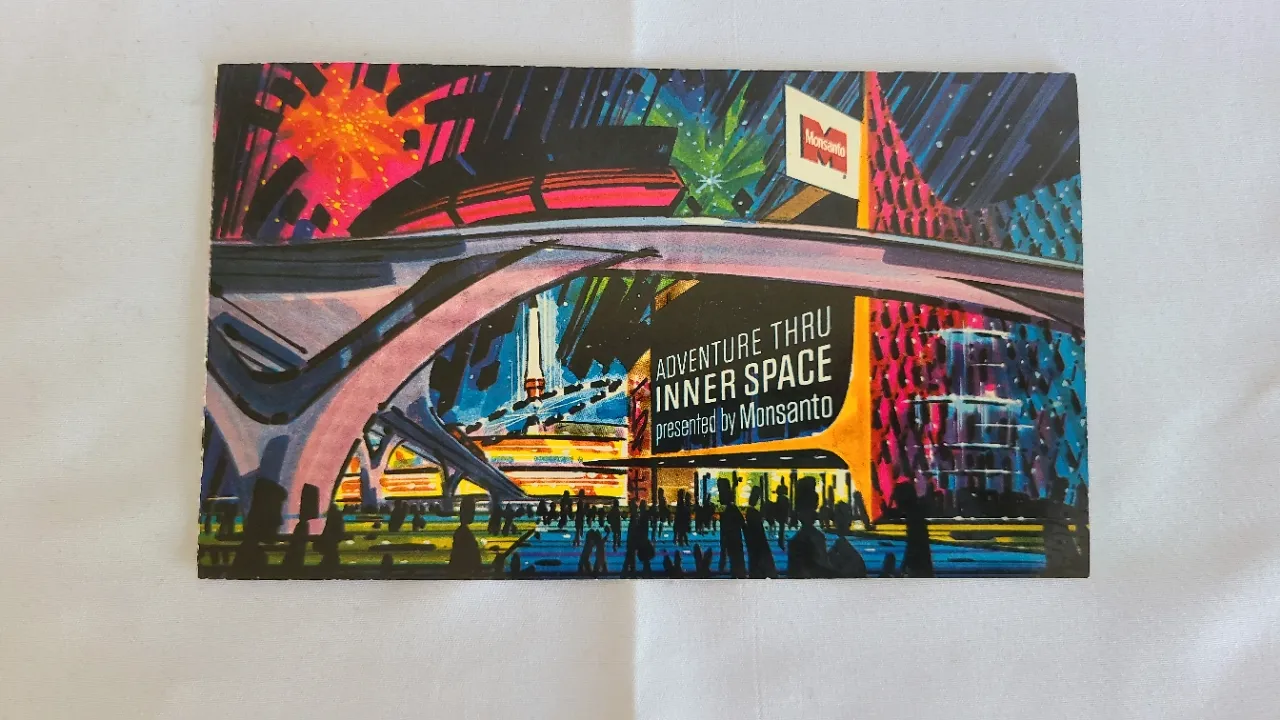 Monsanto
ADVENTURE THRU
INNER SPACE
presented by Monsanto